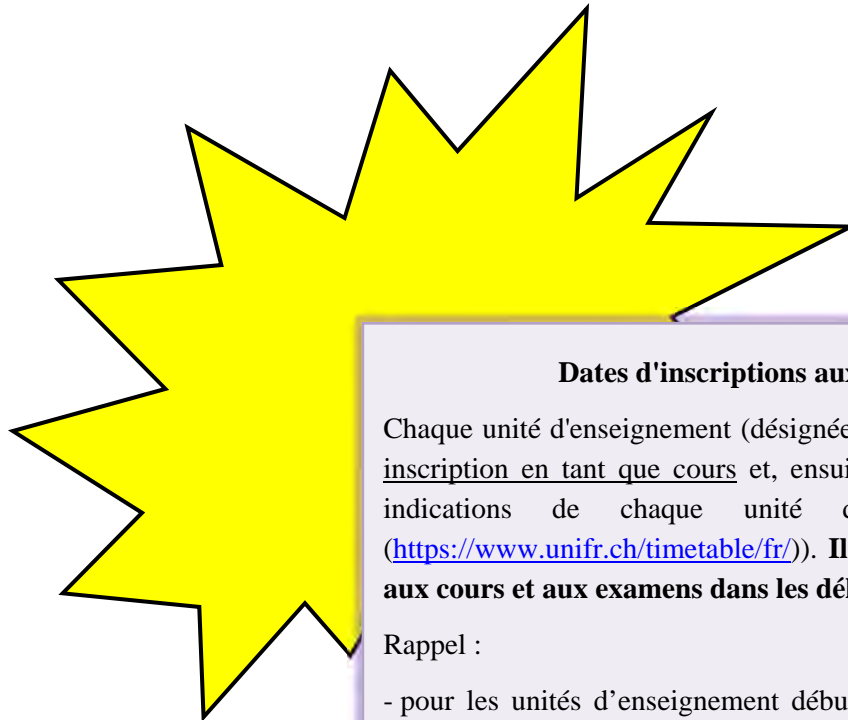 Dates d'inscriptions aux
Chaque unité d'enseignement (désignée
inscription en tant que cours et, ensui
indications de chaque unité d
(https://www.unifr.ch/timetable/fr/)). Il
aux cours et aux examens dans les dél
Rappel :
- pour les unités d’enseignement débu